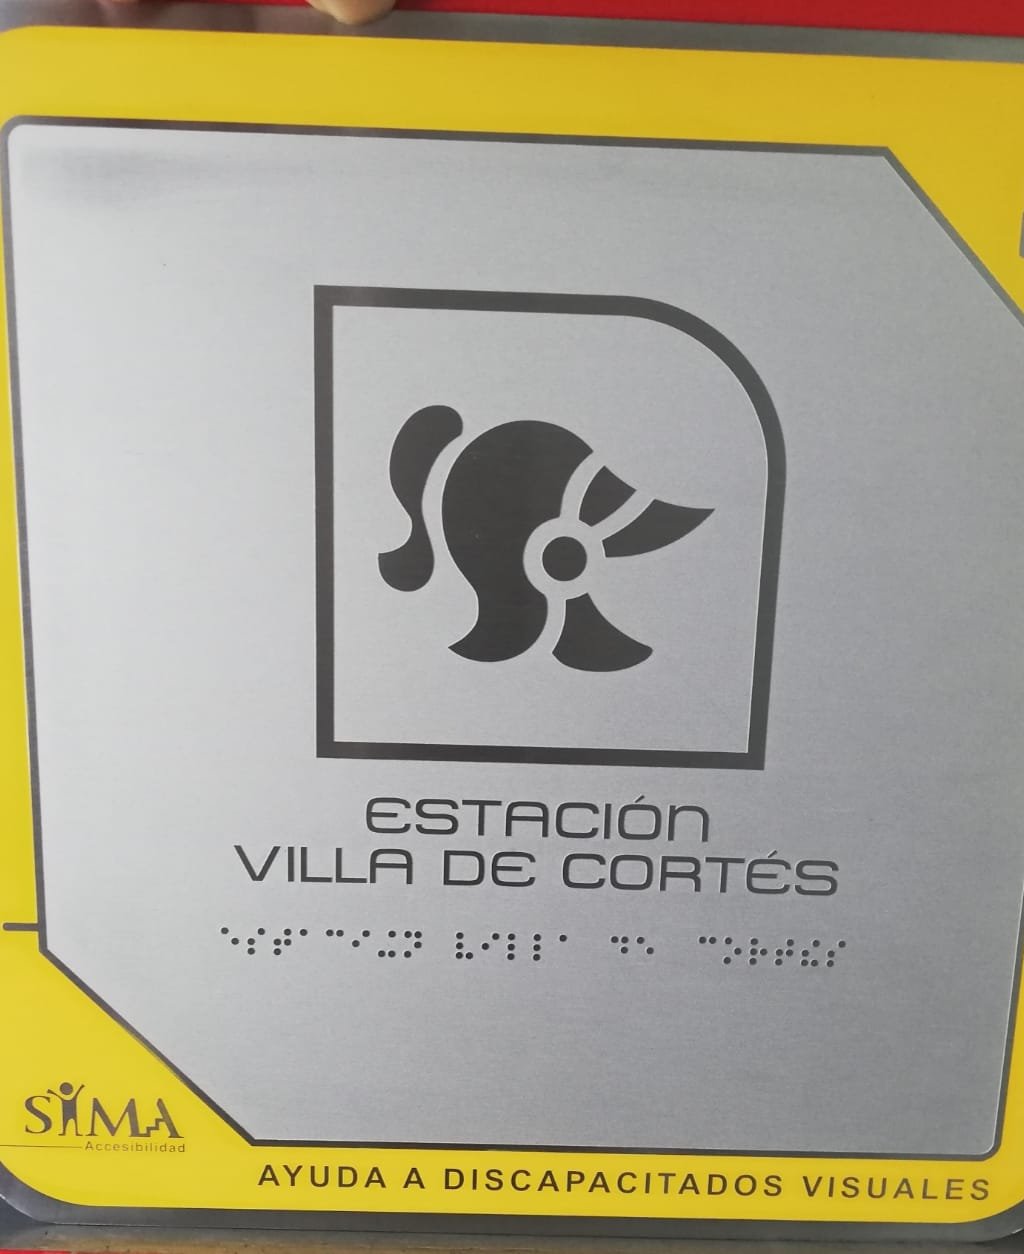 ESTACIÓN
VILLA DE CORTÉS
⠑⠎⠞⠁⠉⠊⠬⠝ ⠧⠊⠇⠇⠁ ⠙⠑ ⠉⠕⠗⠞⠮⠎
SIMA
Accesibilidad
AYUDA A DISCAPACITADOS VISUALES